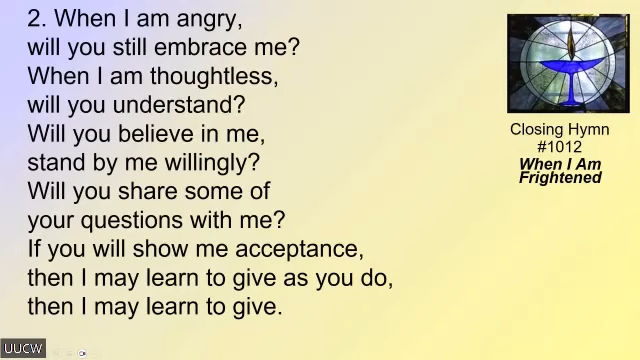 2. When I am angry,
will you still embrace me?
When I am thoughtless,
will you understand?
Will you believe in me,
stand by me willingly?
Will you share some of
your questions with me?
If you will show me acceptance,
then I may learn to give as you do,
then I may learn to give.
Closing Hymn
#1012
When I Am
Frightened
UUCW